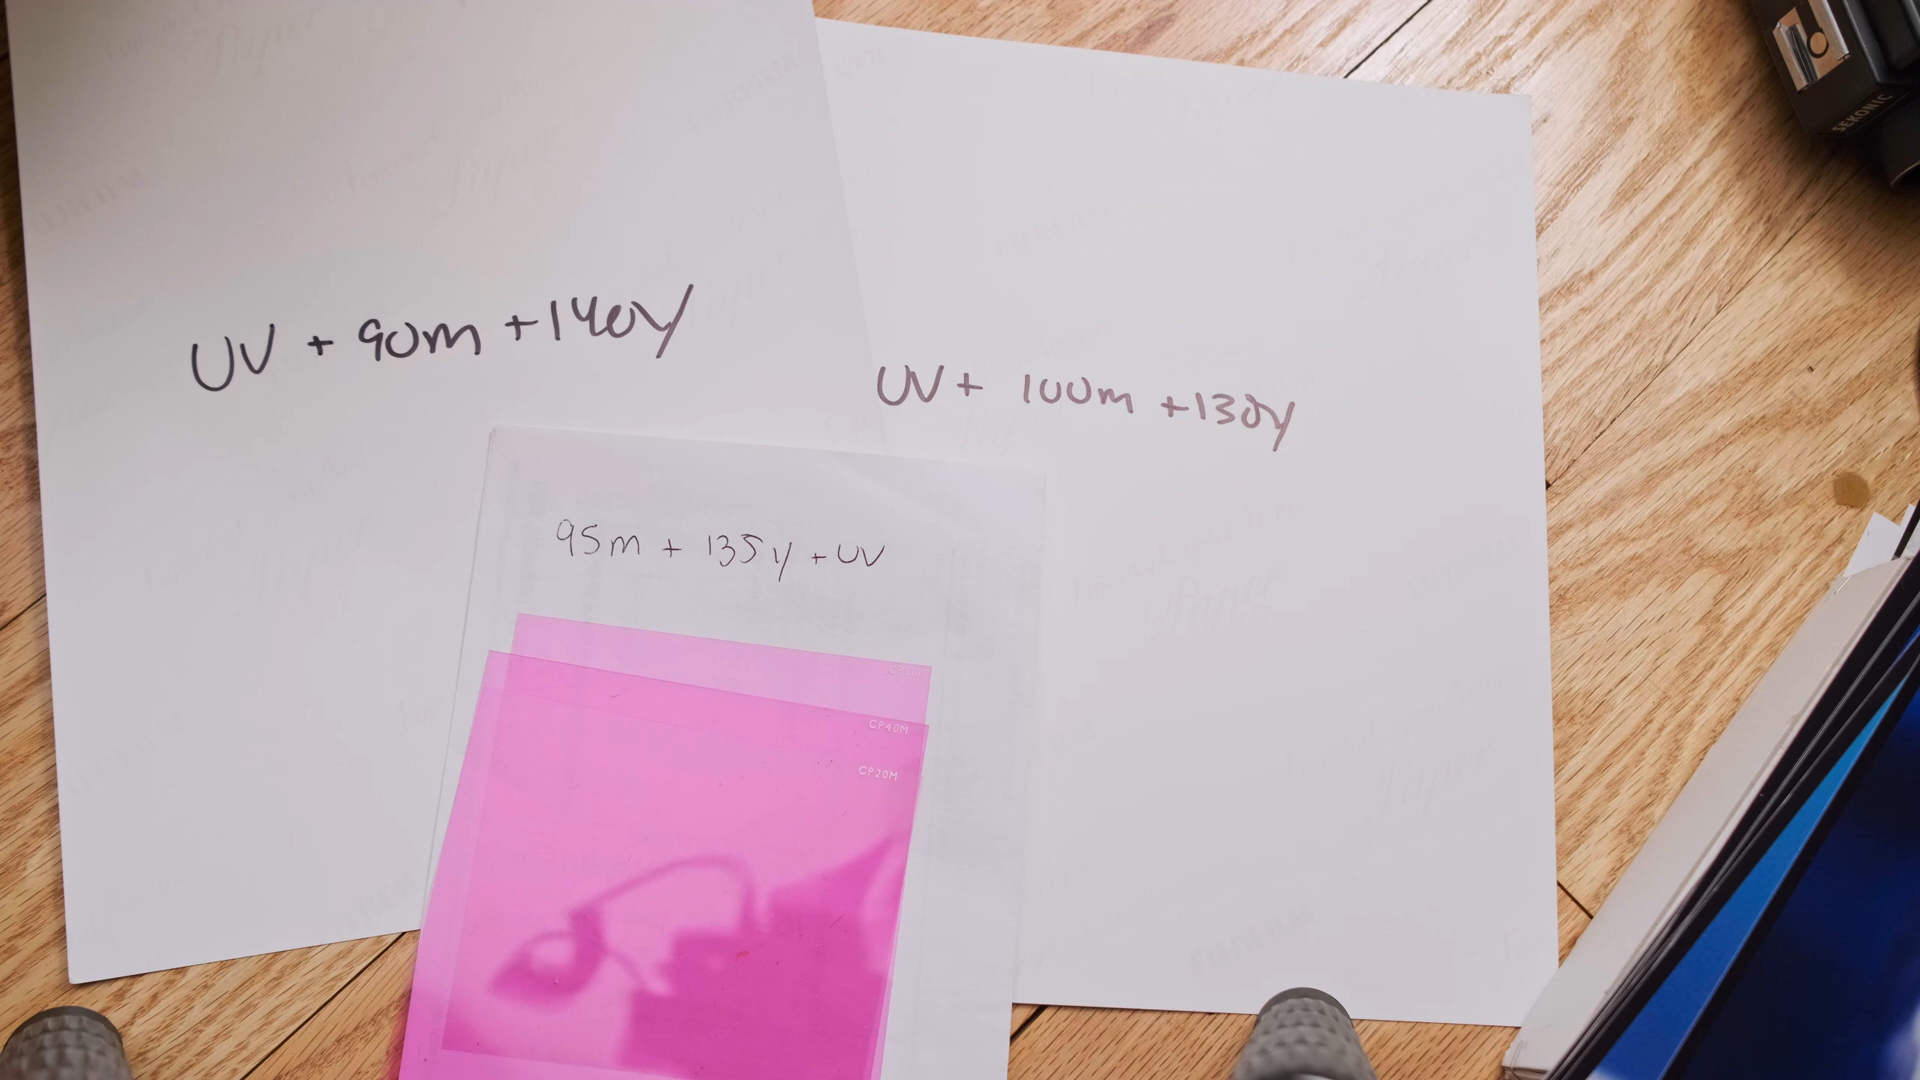 UV + 90m + 140y
UV + 100m + 130y
95m + 135y + UV
CP40M
CP20M
SEKONIC